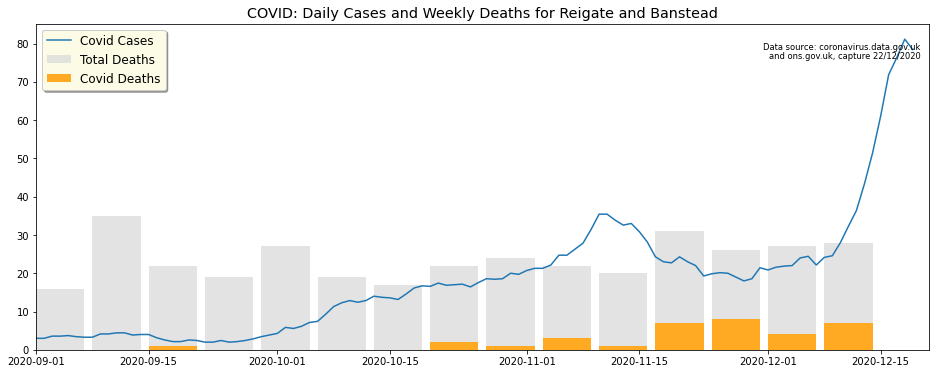 COVID: Daily Cases and Weekly Deaths for Reigate and Banstead
Covid Cases
Total Deaths
Covid Deaths
Data source: coronavirus.data.gov.uk
and ons.gov.uk, capture 22/12/2020
80
70
60
50
40
30
20
10
0
2020-09-01
2020-09-15
2020-10-01
2020-10-15
2020-11-01
2020-11-15
2020-12-01
2020-12-15